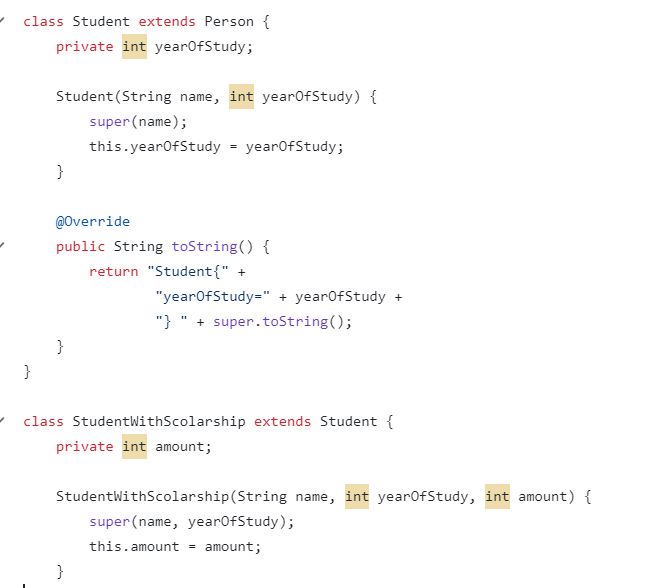 class Student extends Person {
private int yearOfStudy;
Student(String name, int yearOfStudy) {
super(name);
this.yearOfStudy = yearOfStudy;
}
@Override
public String toString() {
return "Student{" +
"yearOfStudy=" + yearOfStudy +
"} " + super.toString();
}
}
class StudentWithScolarship extends Student {
private int amount;
StudentWithScolarship(String name, int yearOfStudy, int amount) {
super(name, yearOfStudy);
this.amount = amount;
}